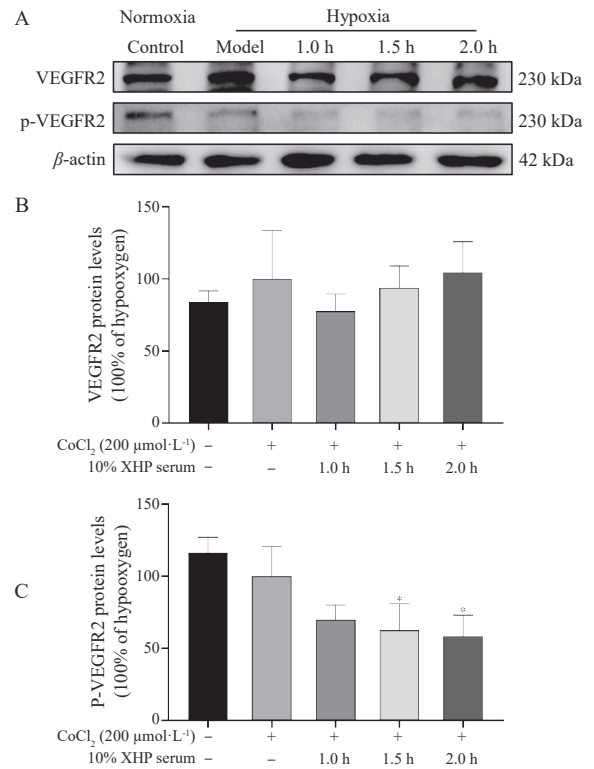 A
Normoxia Hypoxia
Control Model 1.0 h 1.5 h 2.0 h
VEGFR2 230 kDa
p-VEGFR2 230 kDa
β-actin 42 kDa
B
VEGFR2 protein levels
(100% of hypooxygen)
150
100
50
0
CoCl₂ (200 μmol·L⁻¹) – + + + +
10% XHP serum – – 1.0 h 1.5 h 2.0 h
C
P-VEGFR2 protein levels
(100% of hypooxygen)
150
100
50
0
* *
CoCl₂ (200 μmol·L⁻¹) – + + + +
10% XHP serum – – 1.0 h 1.5 h 2.0 h